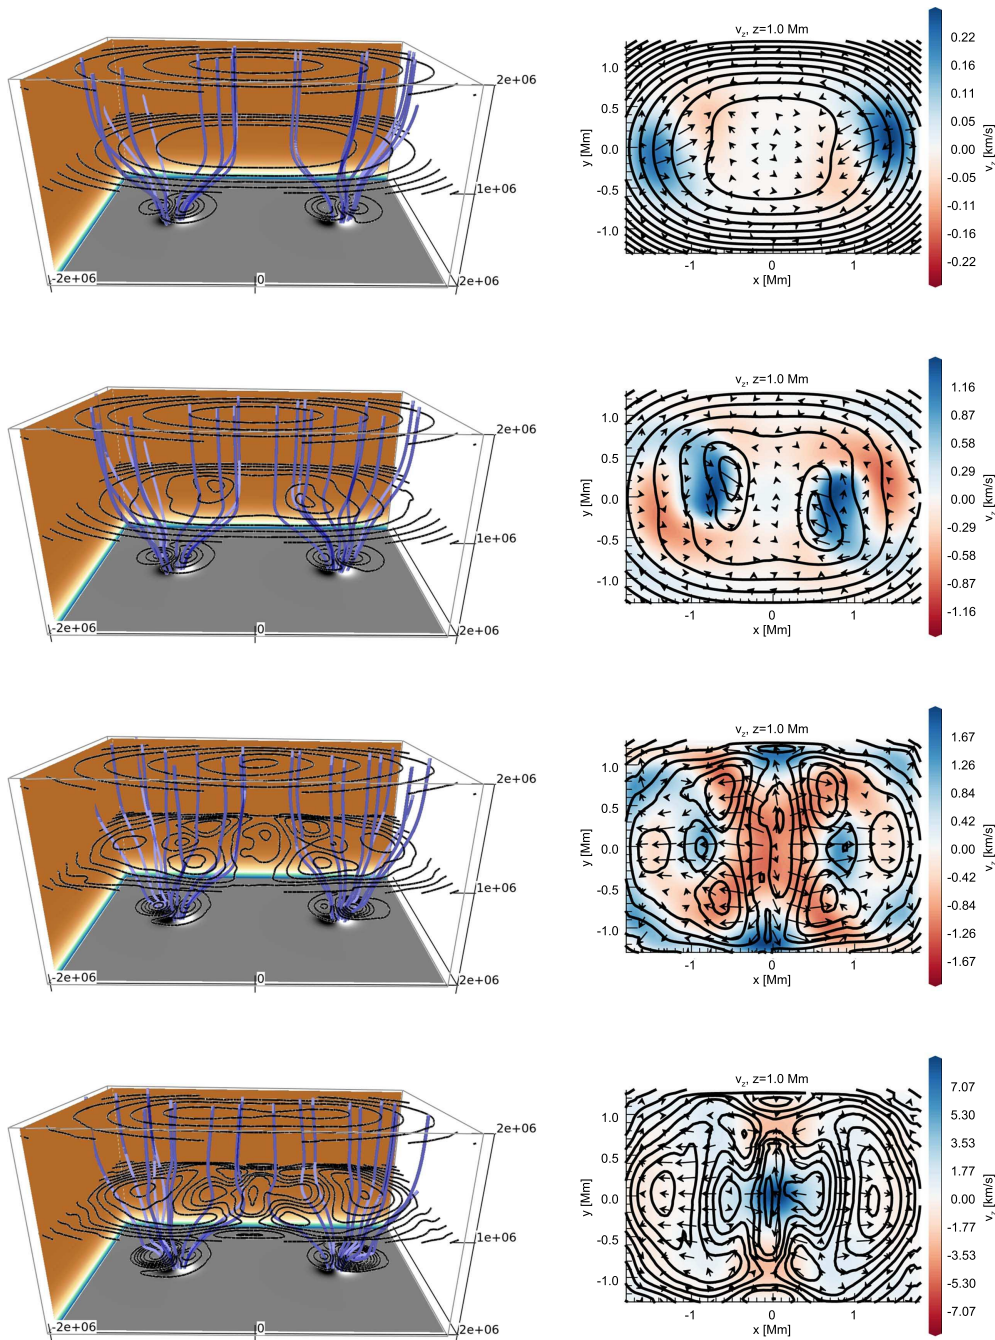 2e+06
1e+06
-2e+06
0
2e+06
v_z, z=1.0 Mm
1.0
0.5
0.0
-0.5
-1.0
y [Mm]
-1
0
1
x [Mm]
0.22
0.16
0.11
0.05
0.00
-0.05
-0.11
-0.16
-0.22
v_z [km/s]
2e+06
1e+06
-2e+06
0
2e+06
v_z, z=1.0 Mm
1.0
0.5
0.0
-0.5
-1.0
y [Mm]
-1
0
1
x [Mm]
1.16
0.87
0.58
0.29
0.00
-0.29
-0.58
-0.87
-1.16
v_z [km/s]
2e+06
1e+06
-2e+06
0
2e+06
v_z, z=1.0 Mm
1.0
0.5
0.0
-0.5
-1.0
y [Mm]
-1
0
1
x [Mm]
1.67
1.26
0.84
0.42
0.00
-0.42
-0.84
-1.26
-1.67
v_z [km/s]
2e+06
1e+06
-2e+06
0
2e+06
v_z, z=1.0 Mm
1.0
0.5
0.0
-0.5
-1.0
y [Mm]
-1
0
1
x [Mm]
7.07
5.30
3.53
1.77
0.00
-1.77
-3.53
-5.30
-7.07
v_z [km/s]